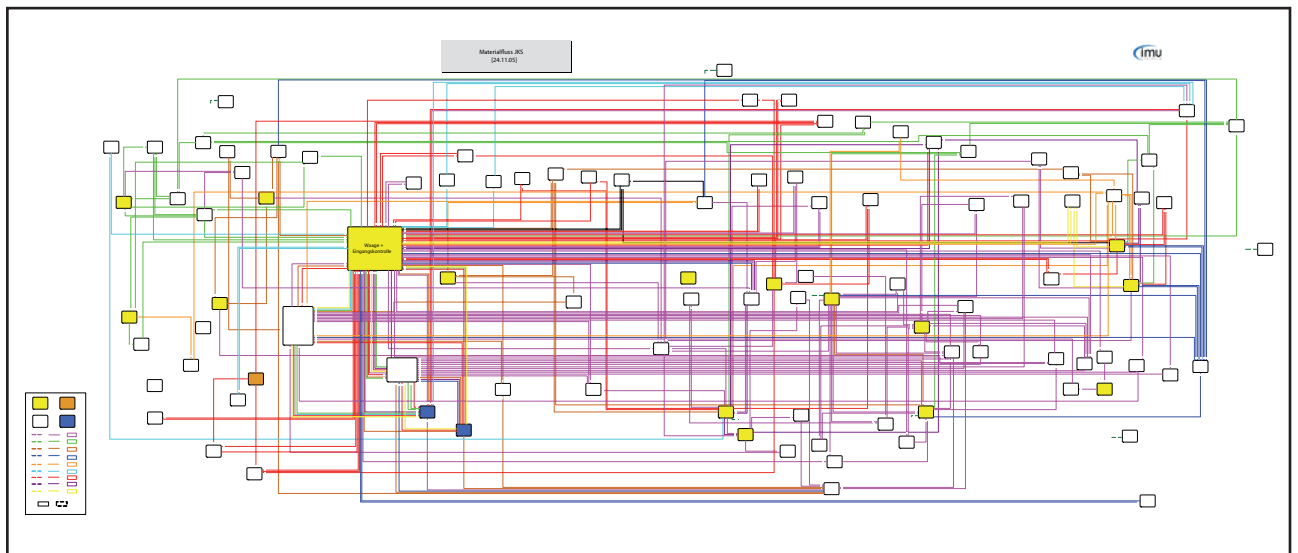 Materialfluss JKS
[24.11.05]
imu
Waage +
Eingangskontrolle